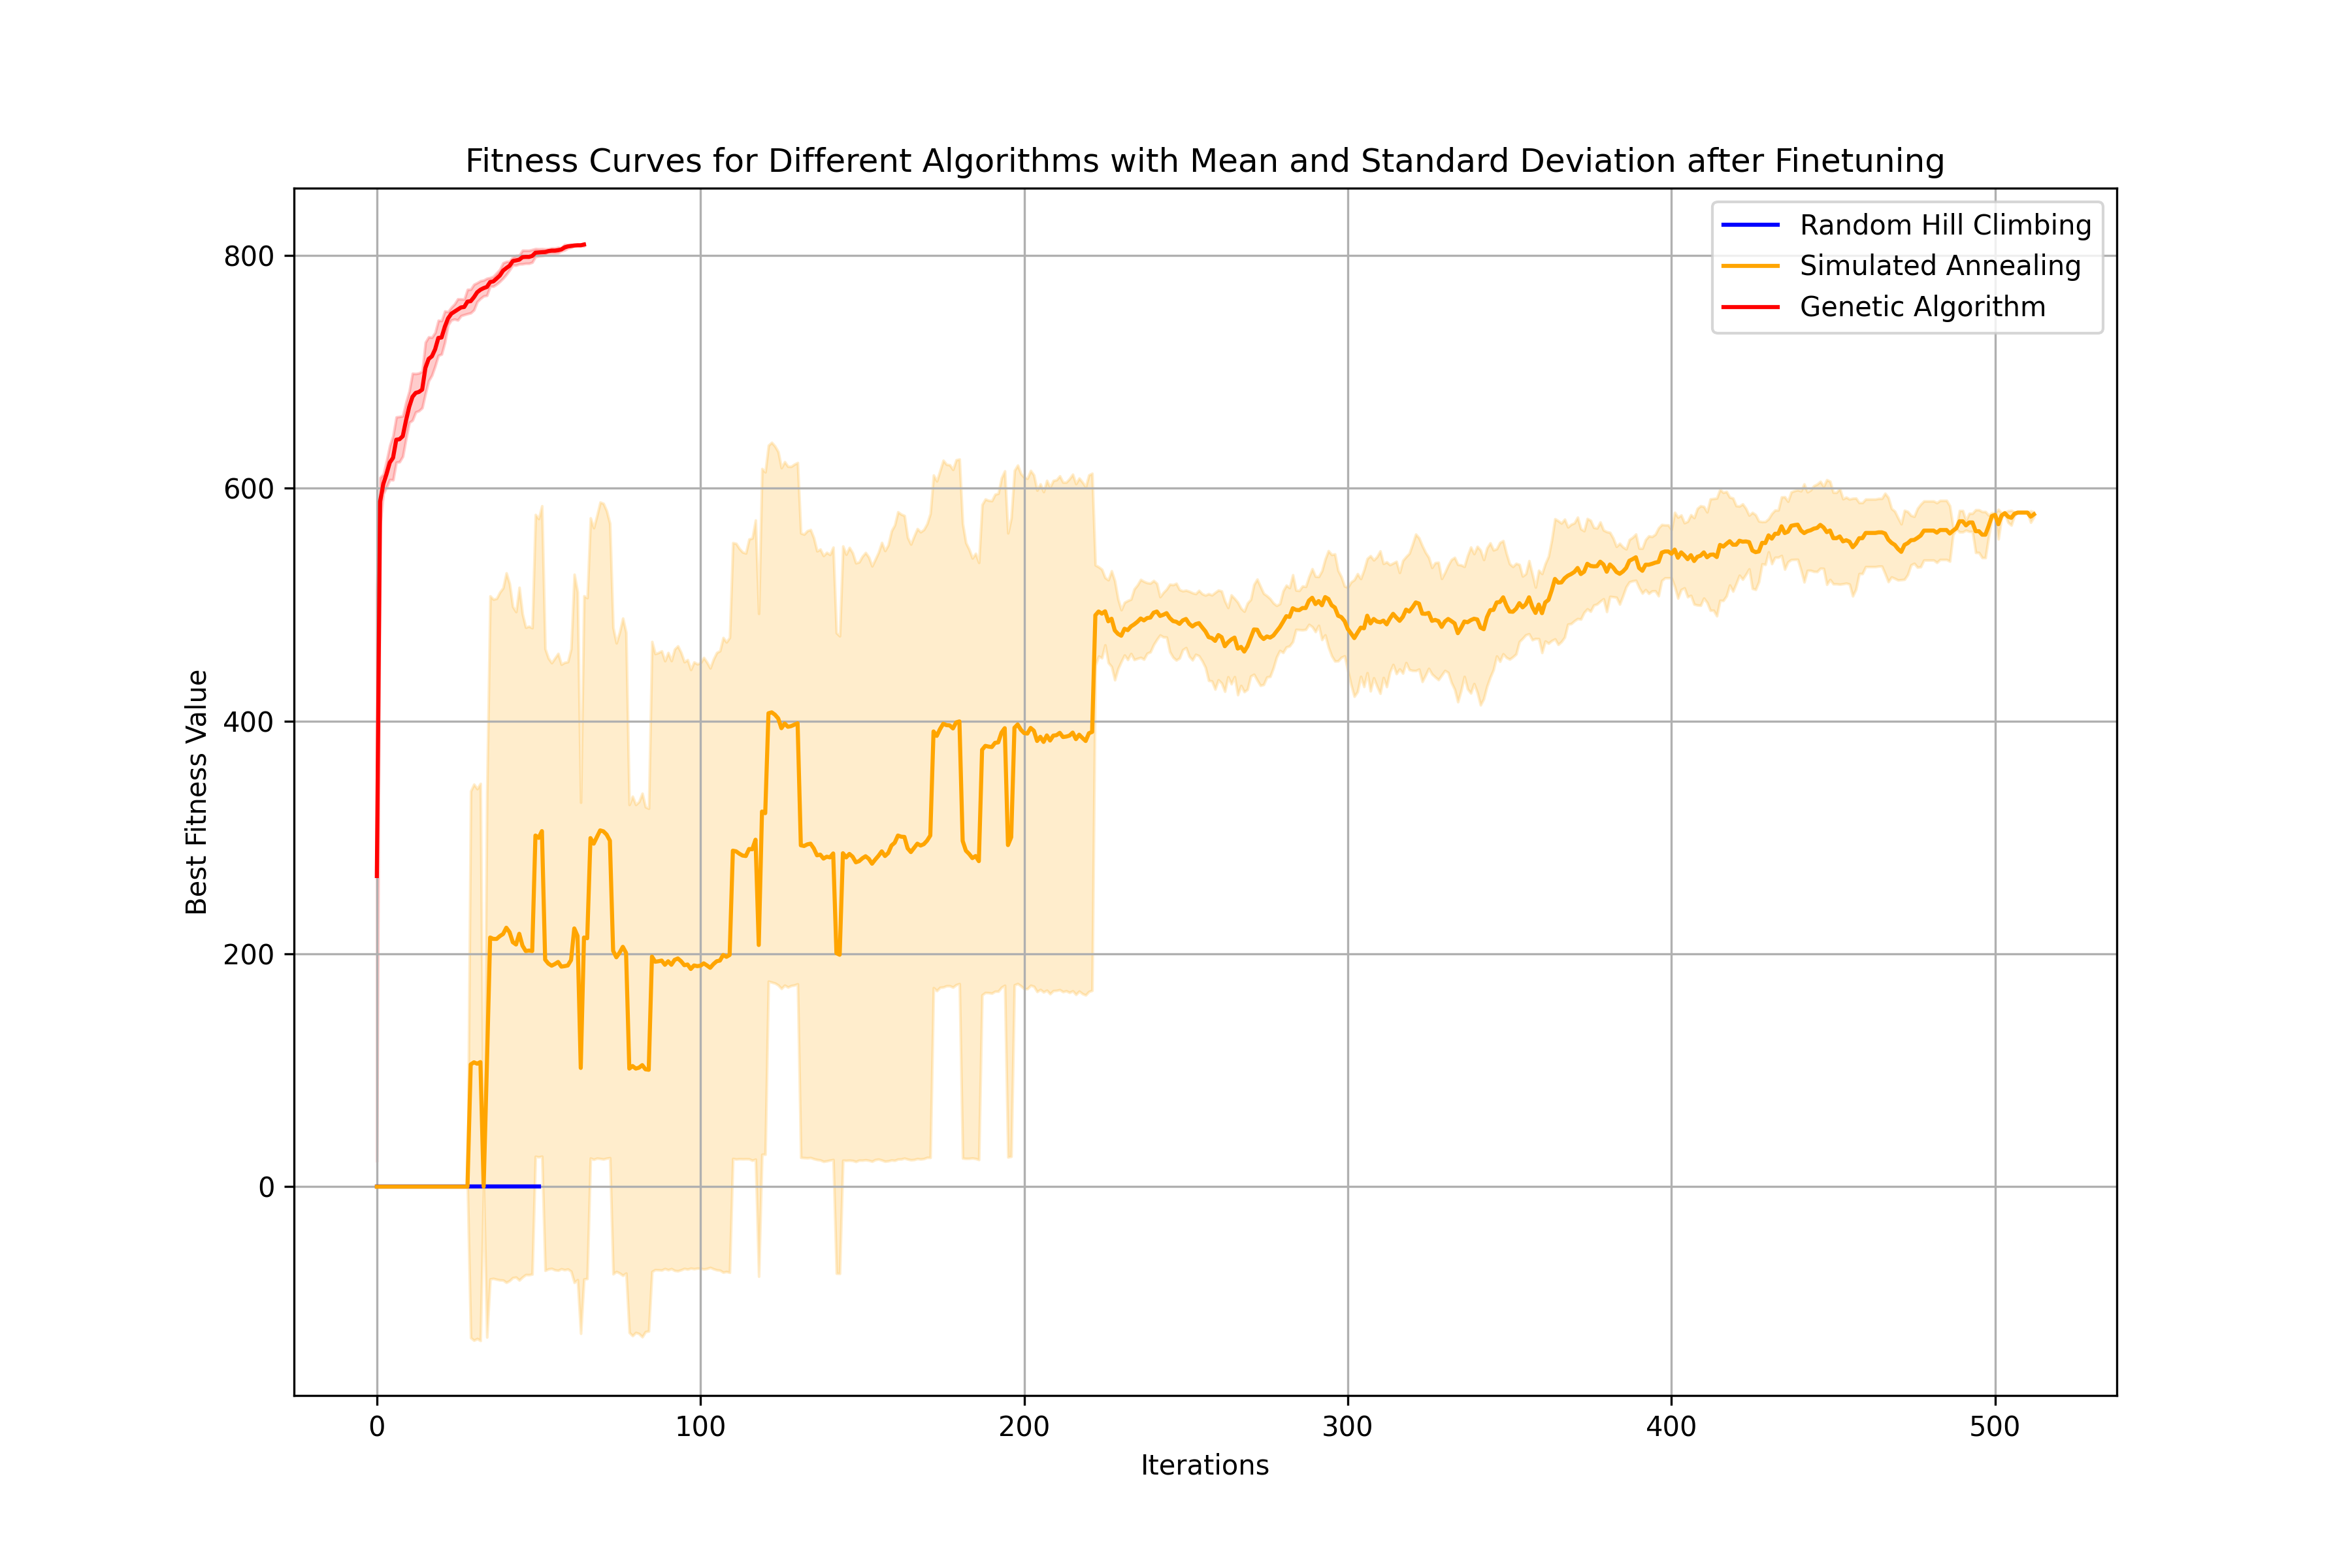 Fitness Curves for Different Algorithms with Mean and Standard Deviation after Finetuning
Random Hill Climbing
Simulated Annealing
Genetic Algorithm
Best Fitness Value
800
600
400
200
0
0 100 200 300 400 500
Iterations